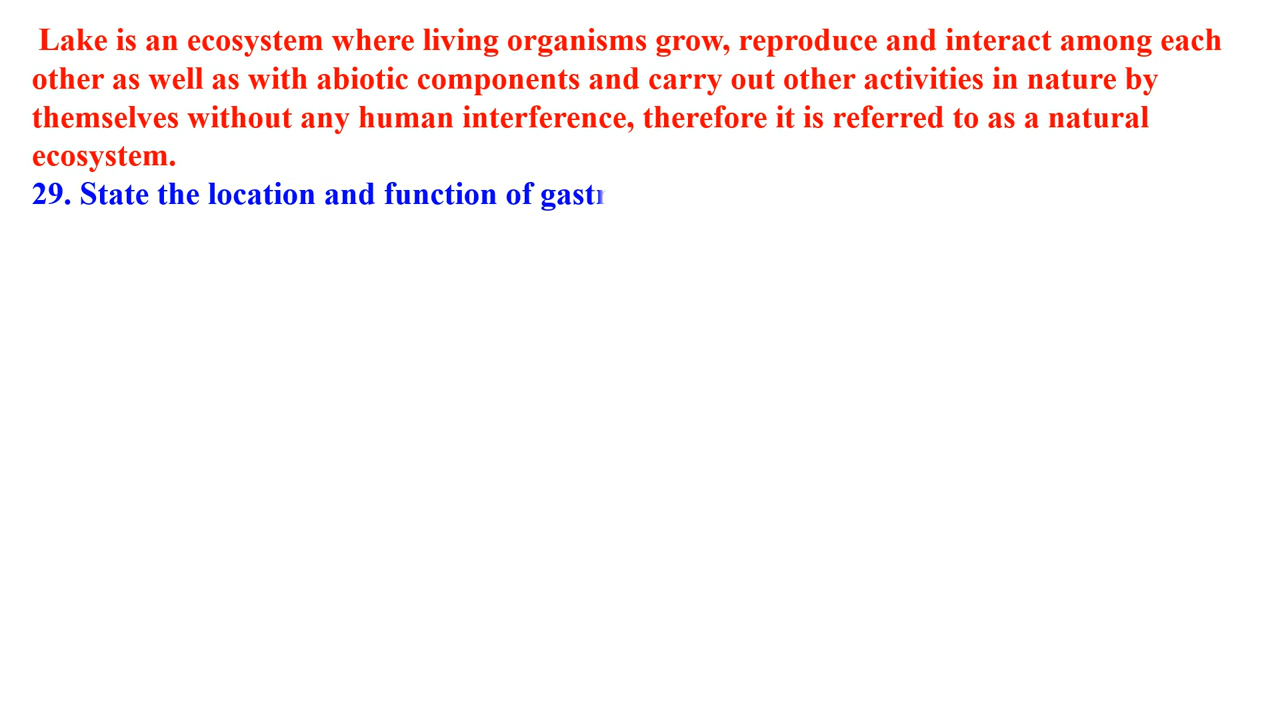 Lake is an ecosystem where living organisms grow, reproduce and interact among each
other as well as with abiotic components and carry out other activities in nature by
themselves without any human interference, therefore it is referred to as a natural
ecosystem.
29. State the location and function of